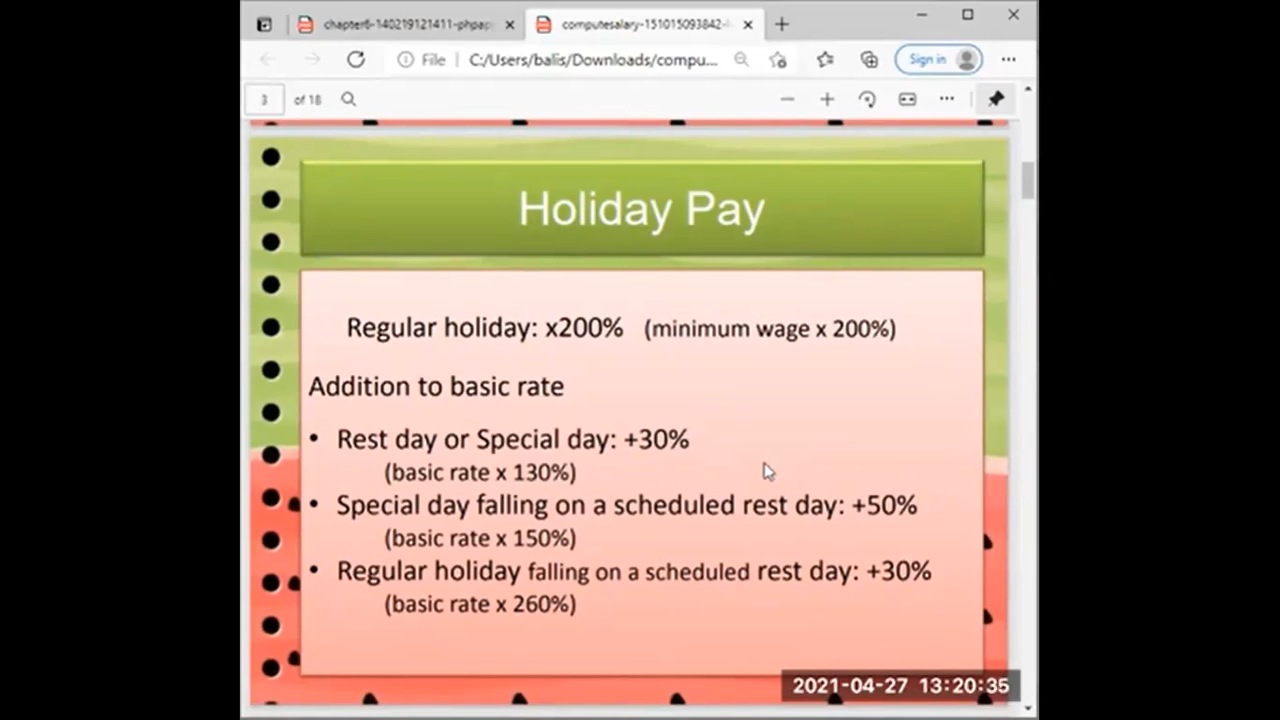 chapter6-140219121411-phpap
computesalary-151015093842-
File
C:/Users/balis/Downloads/compu...
Sign in
3 of 18
Holiday Pay
Regular holiday: x200% (minimum wage x 200%)
Addition to basic rate
• Rest day or Special day: +30%
(basic rate x 130%)
• Special day falling on a scheduled rest day: +50%
(basic rate x 150%)
• Regular holiday falling on a scheduled rest day: +30%
(basic rate x 260%)
2021-04-27 13:20:35